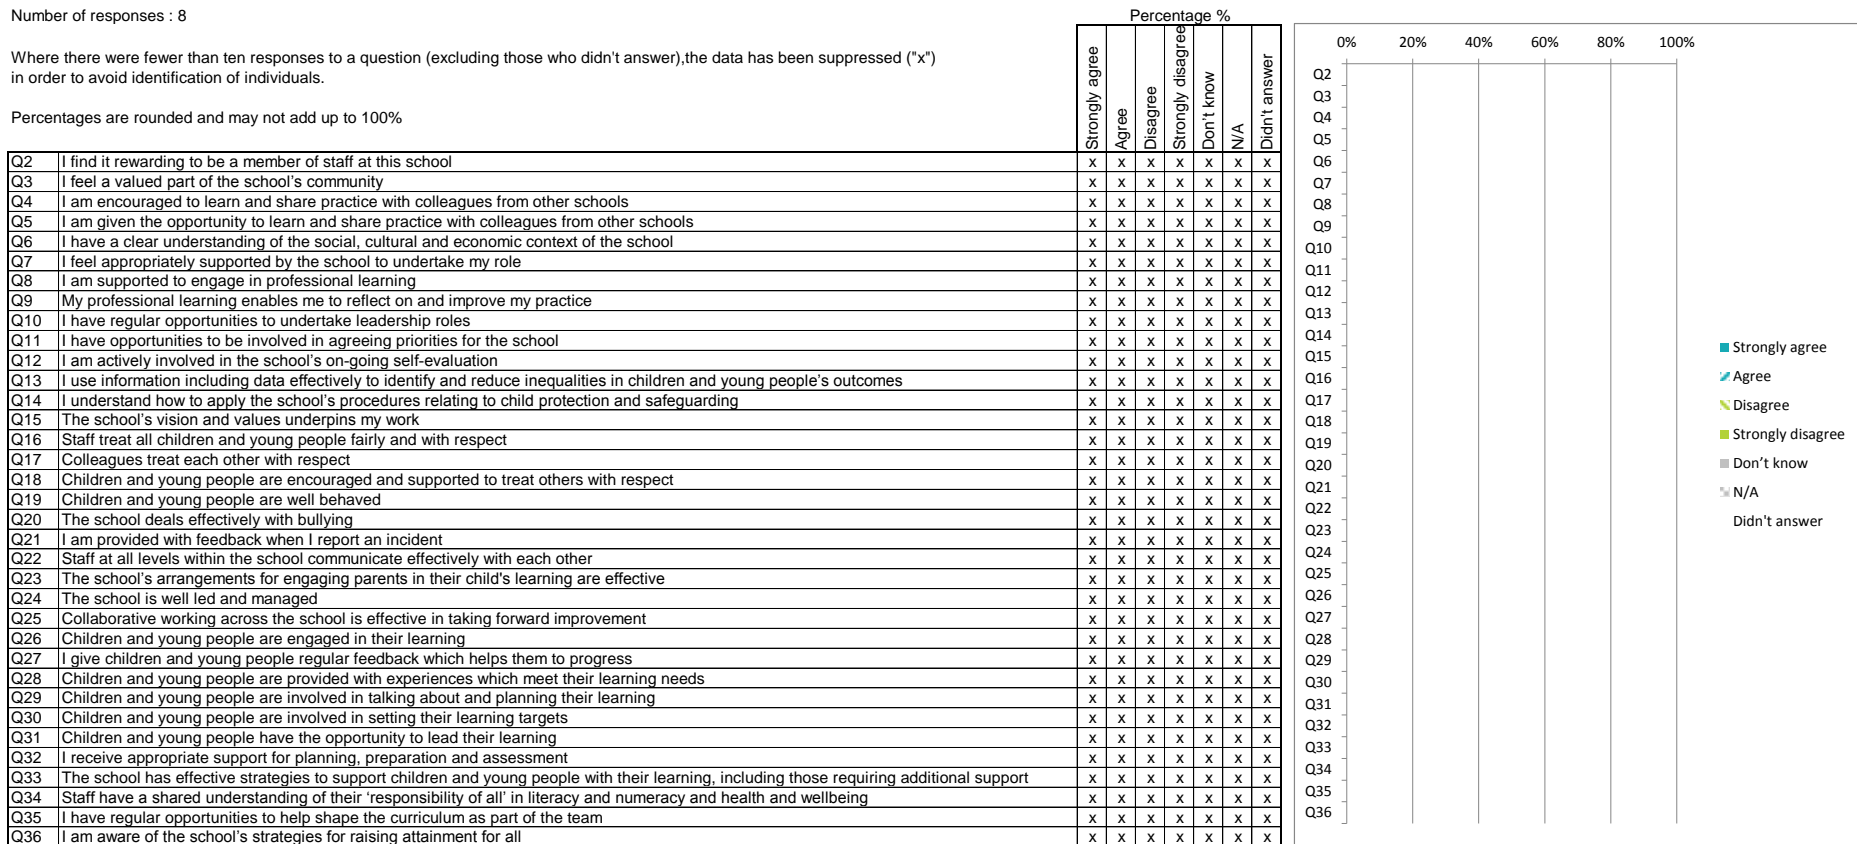 Number of responses : 8
Percentage %
Where there were fewer than ten responses to a question (excluding those who didn't answer),the data has been suppressed ("x")
in order to avoid identification of individuals.
Percentages are rounded and may not add up to 100%
Strongly agree
Agree
Disagree
Strongly disagree
Don't know
N/A
Didn't answer
Q2 I find it rewarding to be a member of staff at this school x x x x x x x
Q3 I feel a valued part of the school’s community x x x x x x x
Q4 I am encouraged to learn and share practice with colleagues from other schools x x x x x x x
Q5 I am given the opportunity to learn and share practice with colleagues from other schools x x x x x x x
Q6 I have a clear understanding of the social, cultural and economic context of the school x x x x x x x
Q7 I feel appropriately supported by the school to undertake my role x x x x x x x
Q8 I am supported to engage in professional learning x x x x x x x
Q9 My professional learning enables me to reflect on and improve my practice x x x x x x x
Q10 I have regular opportunities to undertake leadership roles x x x x x x x
Q11 I have opportunities to be involved in agreeing priorities for the school x x x x x x x
Q12 I am actively involved in the school’s on-going self-evaluation x x x x x x x
Q13 I use information including data effectively to identify and reduce inequalities in children and young people’s outcomes x x x x x x x
Q14 I understand how to apply the school’s procedures relating to child protection and safeguarding x x x x x x x
Q15 The school’s vision and values underpins my work x x x x x x x
Q16 Staff treat all children and young people fairly and with respect x x x x x x x
Q17 Colleagues treat each other with respect x x x x x x x
Q18 Children and young people are encouraged and supported to treat others with respect x x x x x x x
Q19 Children and young people are well behaved x x x x x x x
Q20 The school deals effectively with bullying x x x x x x x
Q21 I am provided with feedback when I report an incident x x x x x x x
Q22 Staff at all levels within the school communicate effectively with each other x x x x x x x
Q23 The school’s arrangements for engaging parents in their child's learning are effective x x x x x x x
Q24 The school is well led and managed x x x x x x x
Q25 Collaborative working across the school is effective in taking forward improvement x x x x x x x
Q26 Children and young people are engaged in their learning x x x x x x x
Q27 I give children and young people regular feedback which helps them to progress x x x x x x x
Q28 Children and young people are provided with experiences which meet their learning needs x x x x x x x
Q29 Children and young people are involved in talking about and planning their learning x x x x x x x
Q30 Children and young people are involved in setting their learning targets x x x x x x x
Q31 Children and young people have the opportunity to lead their learning x x x x x x x
Q32 I receive appropriate support for planning, preparation and assessment x x x x x x x
Q33 The school has effective strategies to support children and young people with their learning, including those requiring additional support x x x x x x x
Q34 Staff have a shared understanding of their ‘responsibility of all’ in literacy and numeracy and health and wellbeing x x x x x x x
Q35 I have regular opportunities to help shape the curriculum as part of the team x x x x x x x
Q36 I am aware of the school’s strategies for raising attainment for all x x x x x x x
0% 20% 40% 60% 80% 100%
Q2
Q3
Q4
Q5
Q6
Q7
Q8
Q9
Q10
Q11
Q12
Q13
Q14
Q15
Q16
Q17
Q18
Q19
Q20
Q21
Q22
Q23
Q24
Q25
Q26
Q27
Q28
Q29
Q30
Q31
Q32
Q33
Q34
Q35
Q36
Strongly agree
Agree
Disagree
Strongly disagree
Don’t know
N/A
Didn't answer